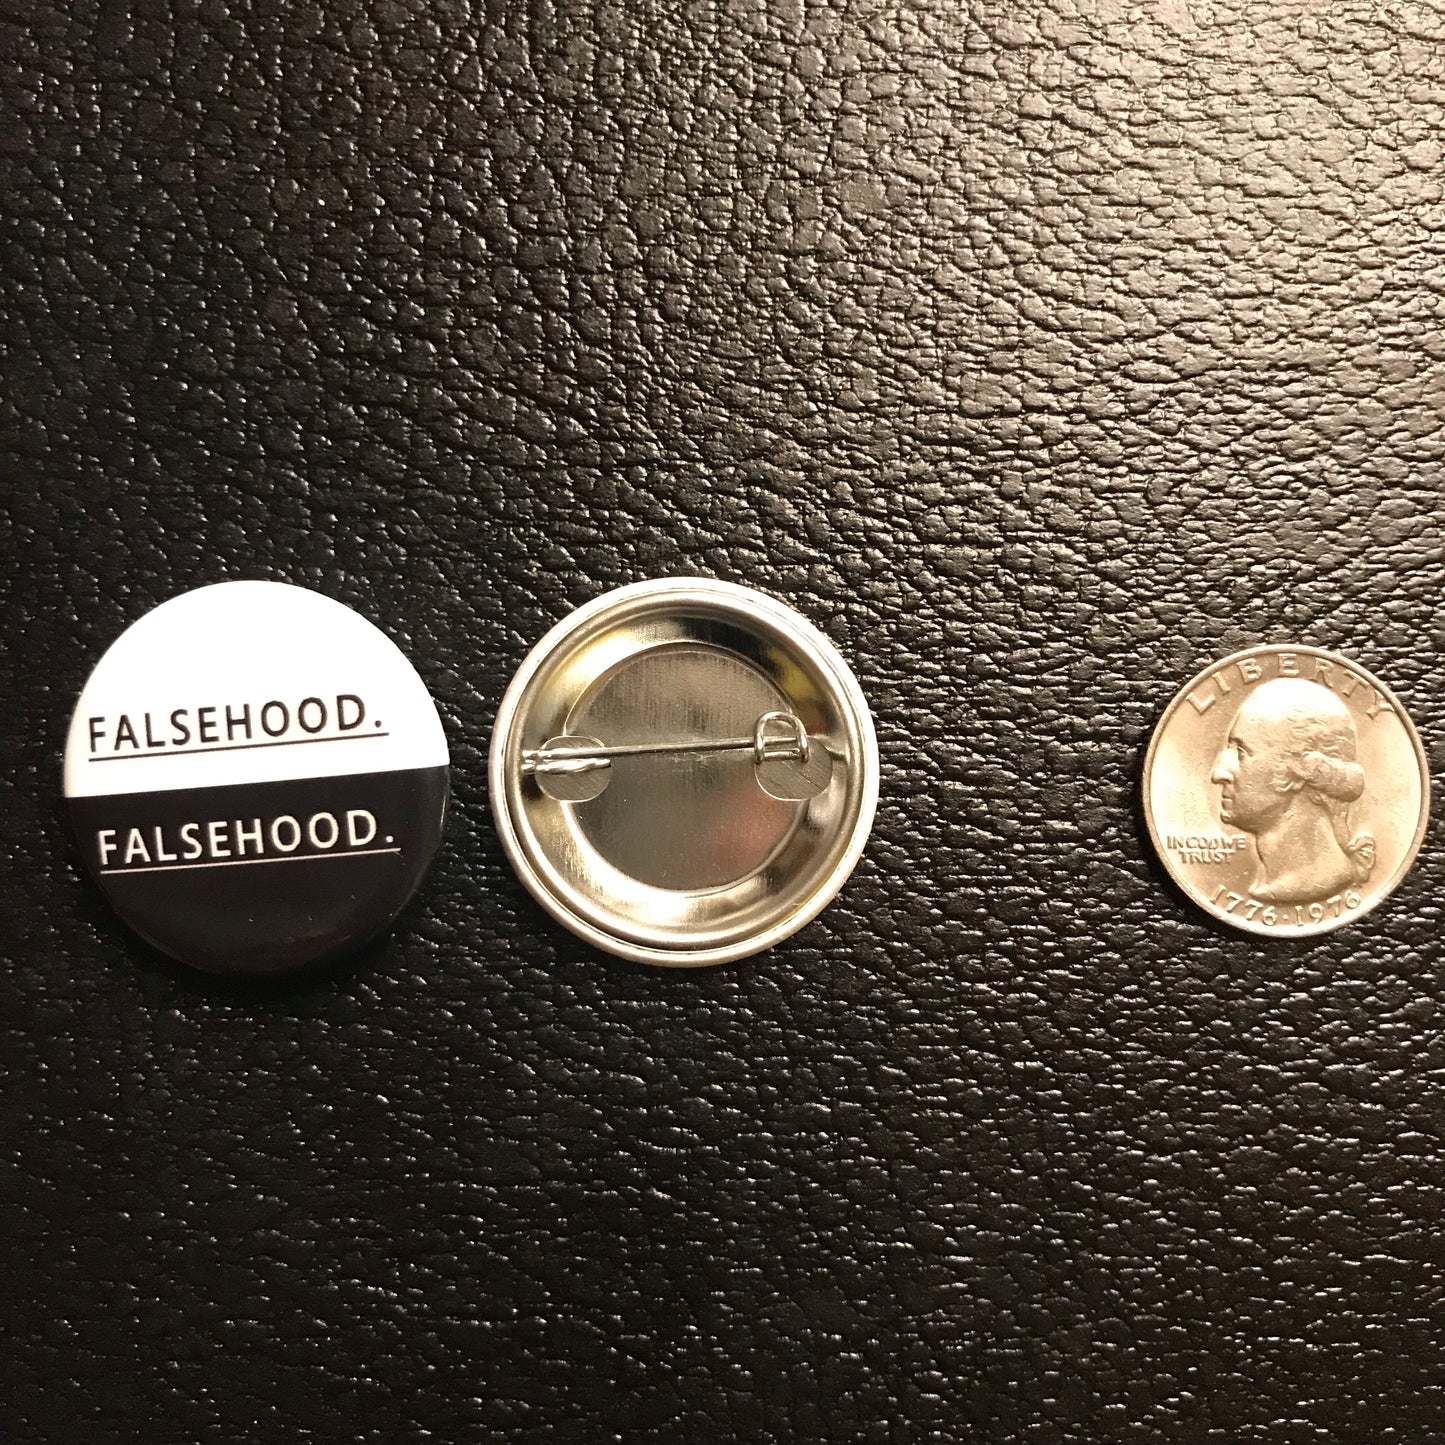 FALSEHOOD.
FALSEHOOD.
LIBERTY
IN GOD WE
TRUST
1776·1976